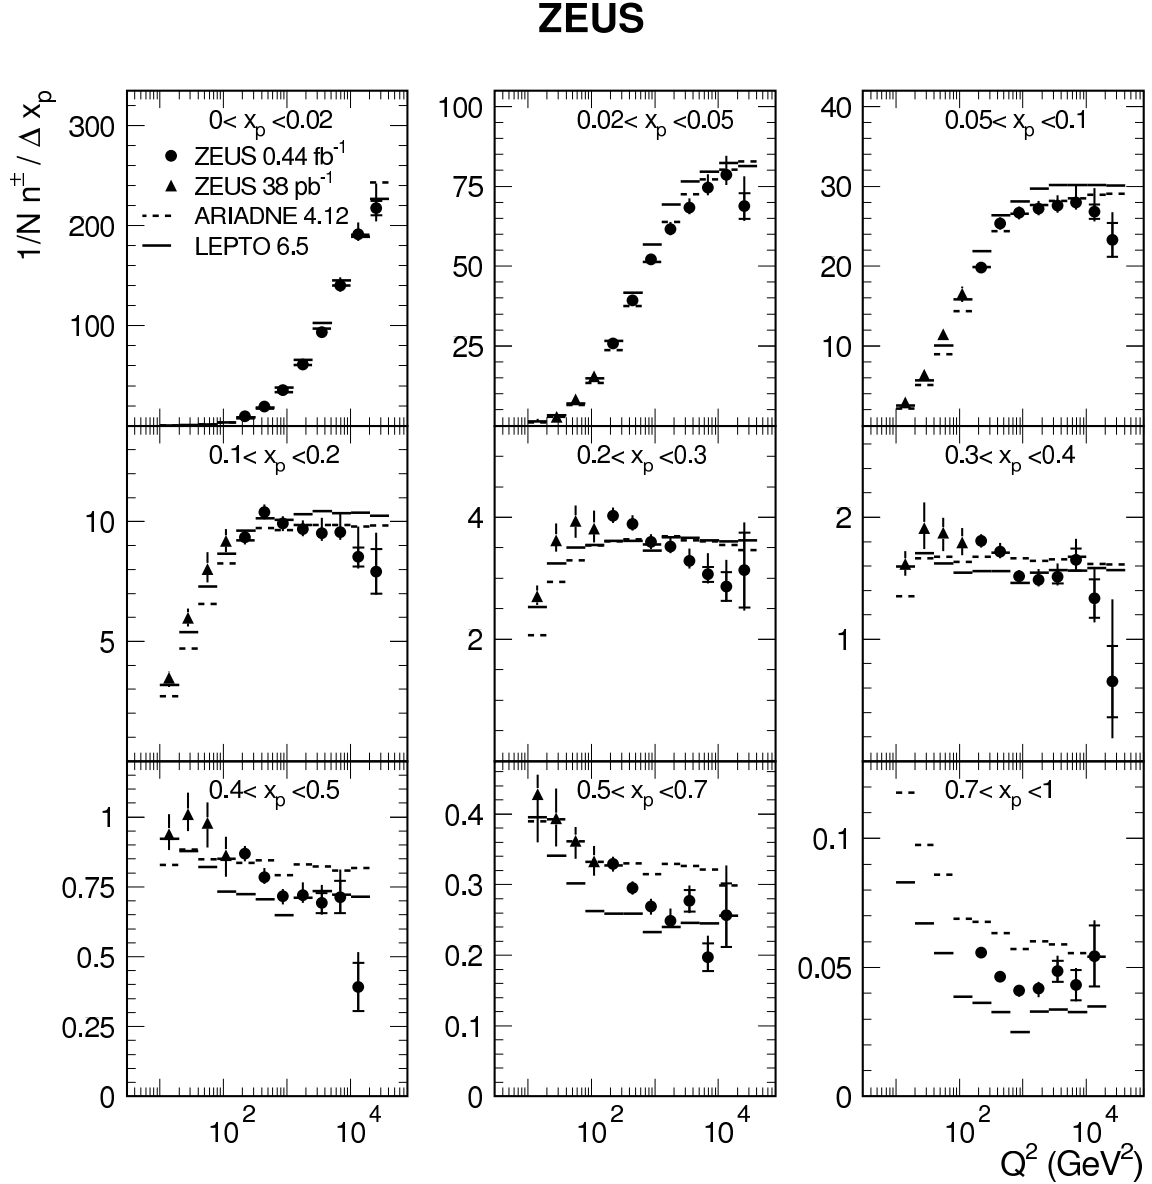 ZEUS
1/N n± / Δ xp
0< xp <0.02
ZEUS 0.44 fb-1
ZEUS 38 pb-1
ARIADNE 4.12
LEPTO 6.5
300
200
100
0.02< xp <0.05
100
75
50
25
0.05< xp <0.1
40
30
20
10
0.1< xp <0.2
10
5
0.2< xp <0.3
4
2
0.3< xp <0.4
2
1
0.4< xp <0.5
1
0.75
0.5
0.25
0
0.5< xp <0.7
0.4
0.3
0.2
0.1
0
0.7< xp <1
0.1
0.05
0
10² 10⁴ 10² 10⁴ 10² 10⁴
Q² (GeV²)